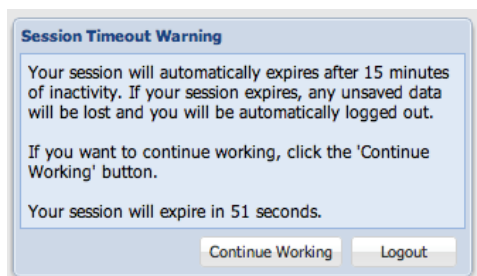 Session Timeout Warning
Your session will automatically expires after 15 minutes
of inactivity. If your session expires, any unsaved data
will be lost and you will be automatically logged out.
If you want to continue working, click the 'Continue
Working' button.
Your session will expire in 51 seconds.
Continue Working Logout